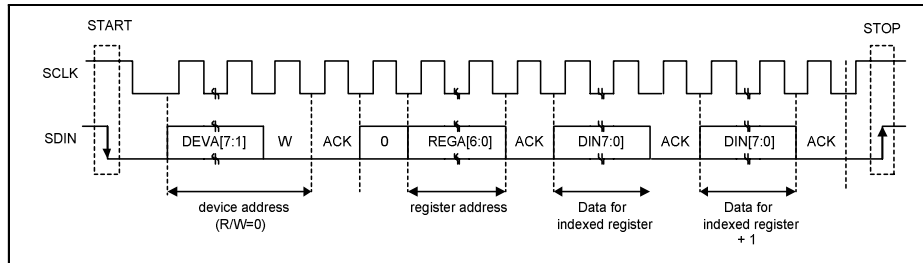 START
STOP
SCLK
SDIN
DEVA[7:1]
W
ACK
0
REGA[6:0]
ACK
DIN7:0]
ACK
DIN[7:0]
ACK
device address
(R/W=0)
register address
Data for
indexed register
Data for
indexed register
+ 1